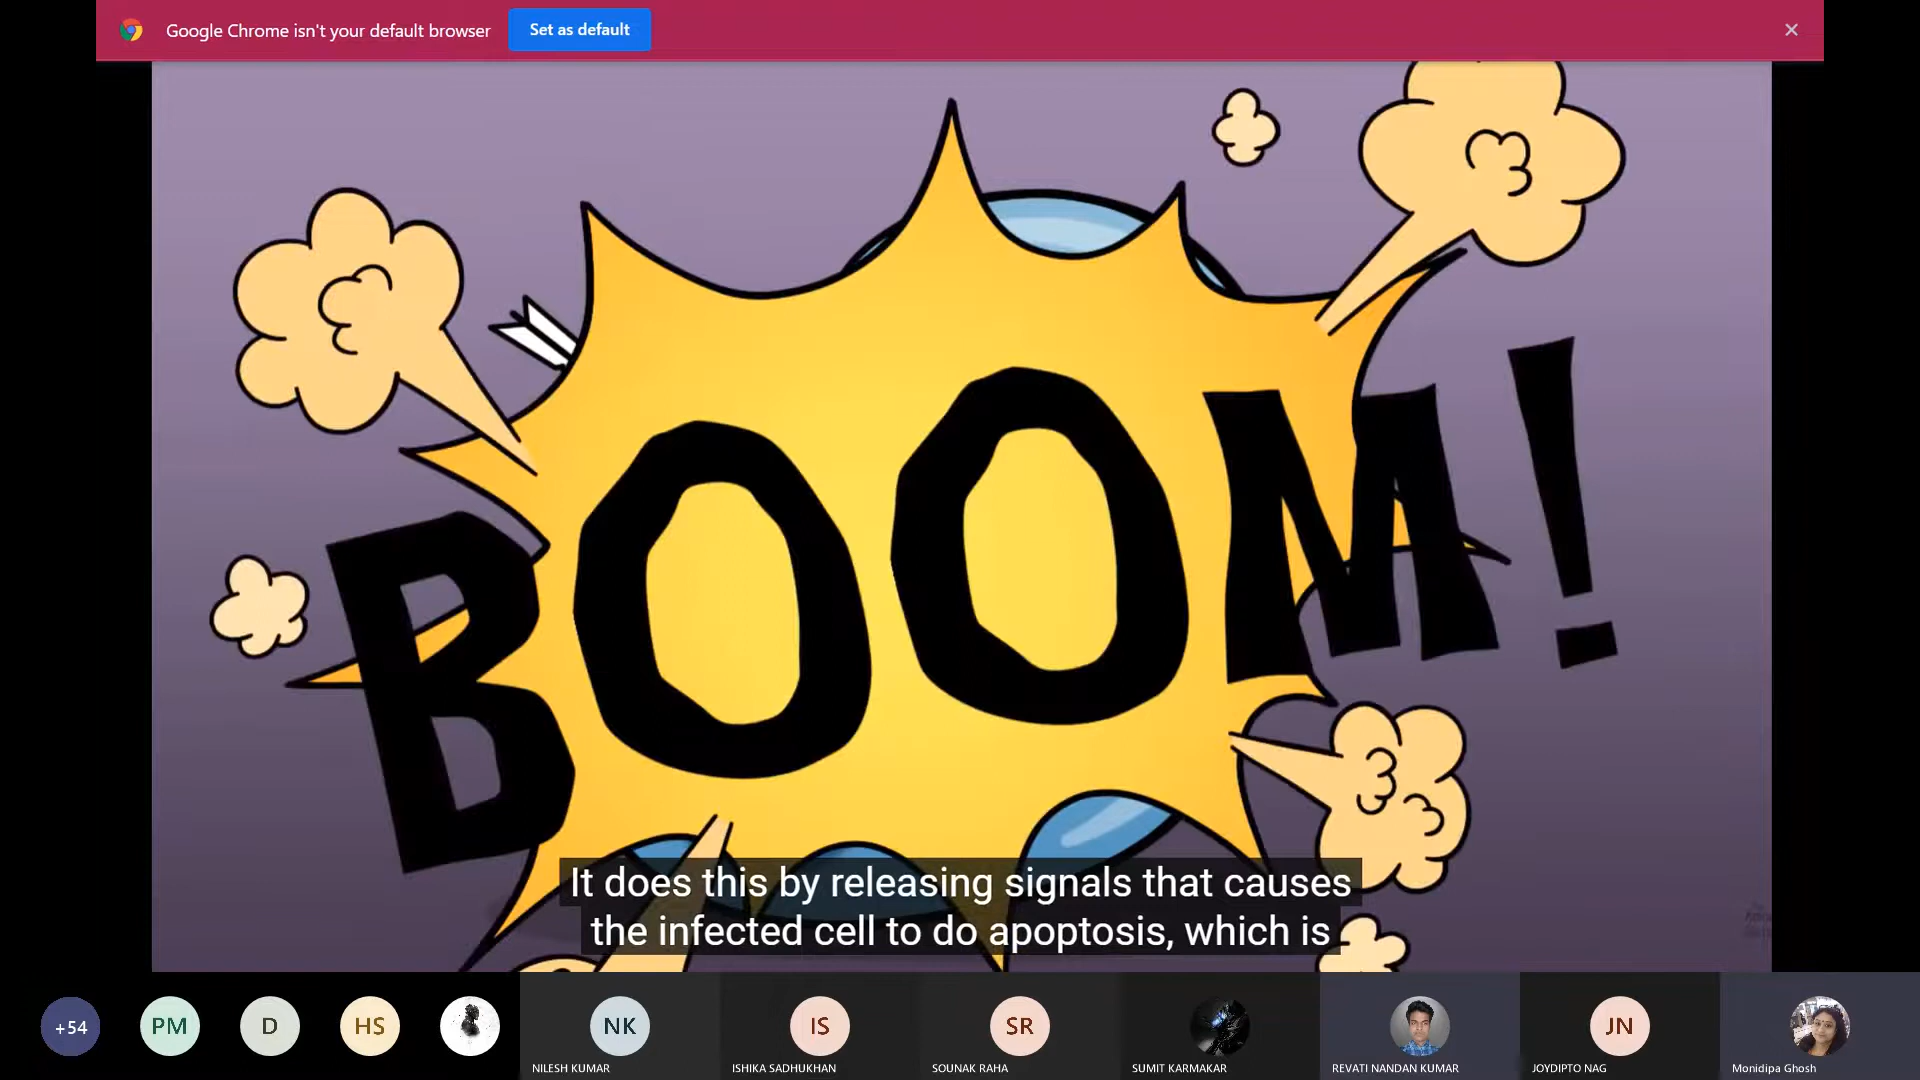 Google Chrome isn't your default browser
Set as default
BOOM!
It does this by releasing signals that causes
the infected cell to do apoptosis, which is
+54
PM
D
HS
NK
IS
SR
JN
NILESH KUMAR
ISHIKA SADHUKHAN
SOUNAK RAHA
SUMIT KARMAKAR
REVATI NANDAN KUMAR
JOYDIPTO NAG
Monidipa Ghosh